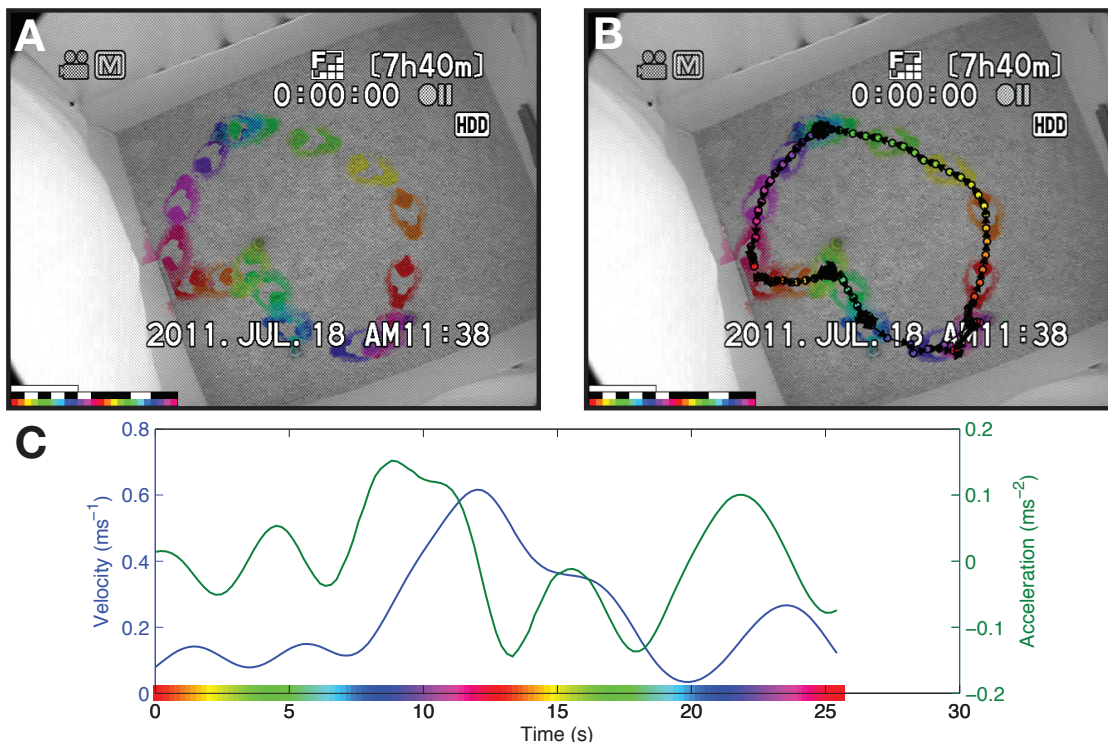 A
M
F
[7h40m]
0:00:00
HDD
2011. JUL. 18 AM11:38
B
M
F
[7h40m]
0:00:00
HDD
2011. JUL. 18 AM11:38
C
0.8
0.6
0.4
0.2
0
Velocity (ms⁻¹)
0.2
0.1
0
−0.1
−0.2
Acceleration (ms⁻²)
0 5 10 15 20 25 30
Time (s)